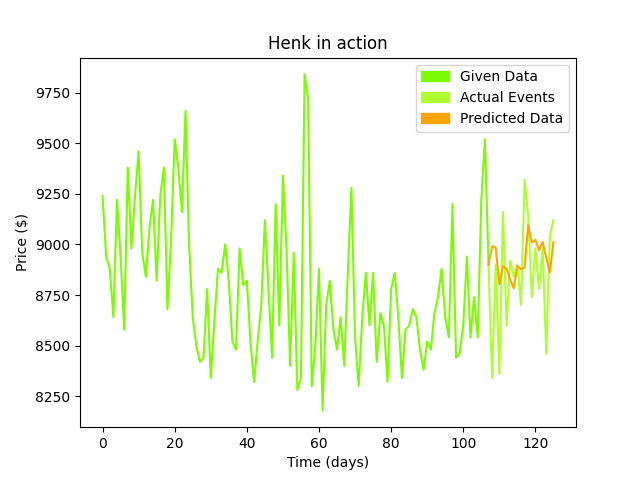 Henk in action
Given Data
Actual Events
Predicted Data
Price ($)
9750
9500
9250
9000
8750
8500
8250
0 20 40 60 80 100 120
Time (days)